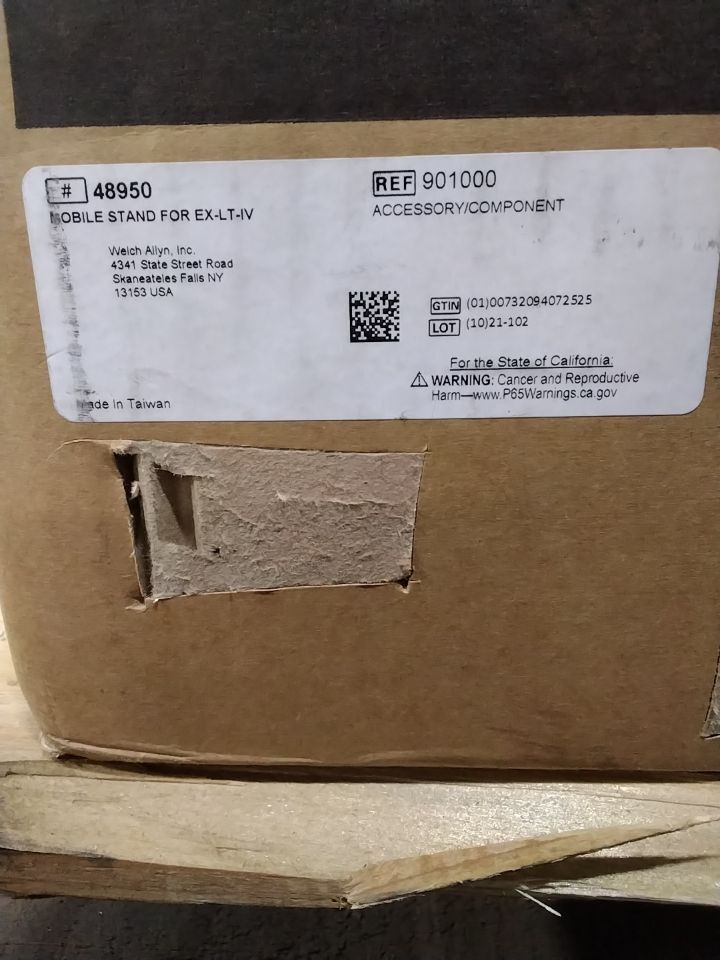 # 48950
MOBILE STAND FOR EX-LT-IV
Welch Allyn, Inc.
4341 State Street Road
Skaneateles Falls NY
13153 USA
Made In Taiwan
REF 901000
ACCESSORY/COMPONENT
GTIN (01)00732094072525
LOT (10)21-102
For the State of California:
⚠ WARNING: Cancer and Reproductive
Harm—www.P65Warnings.ca.gov